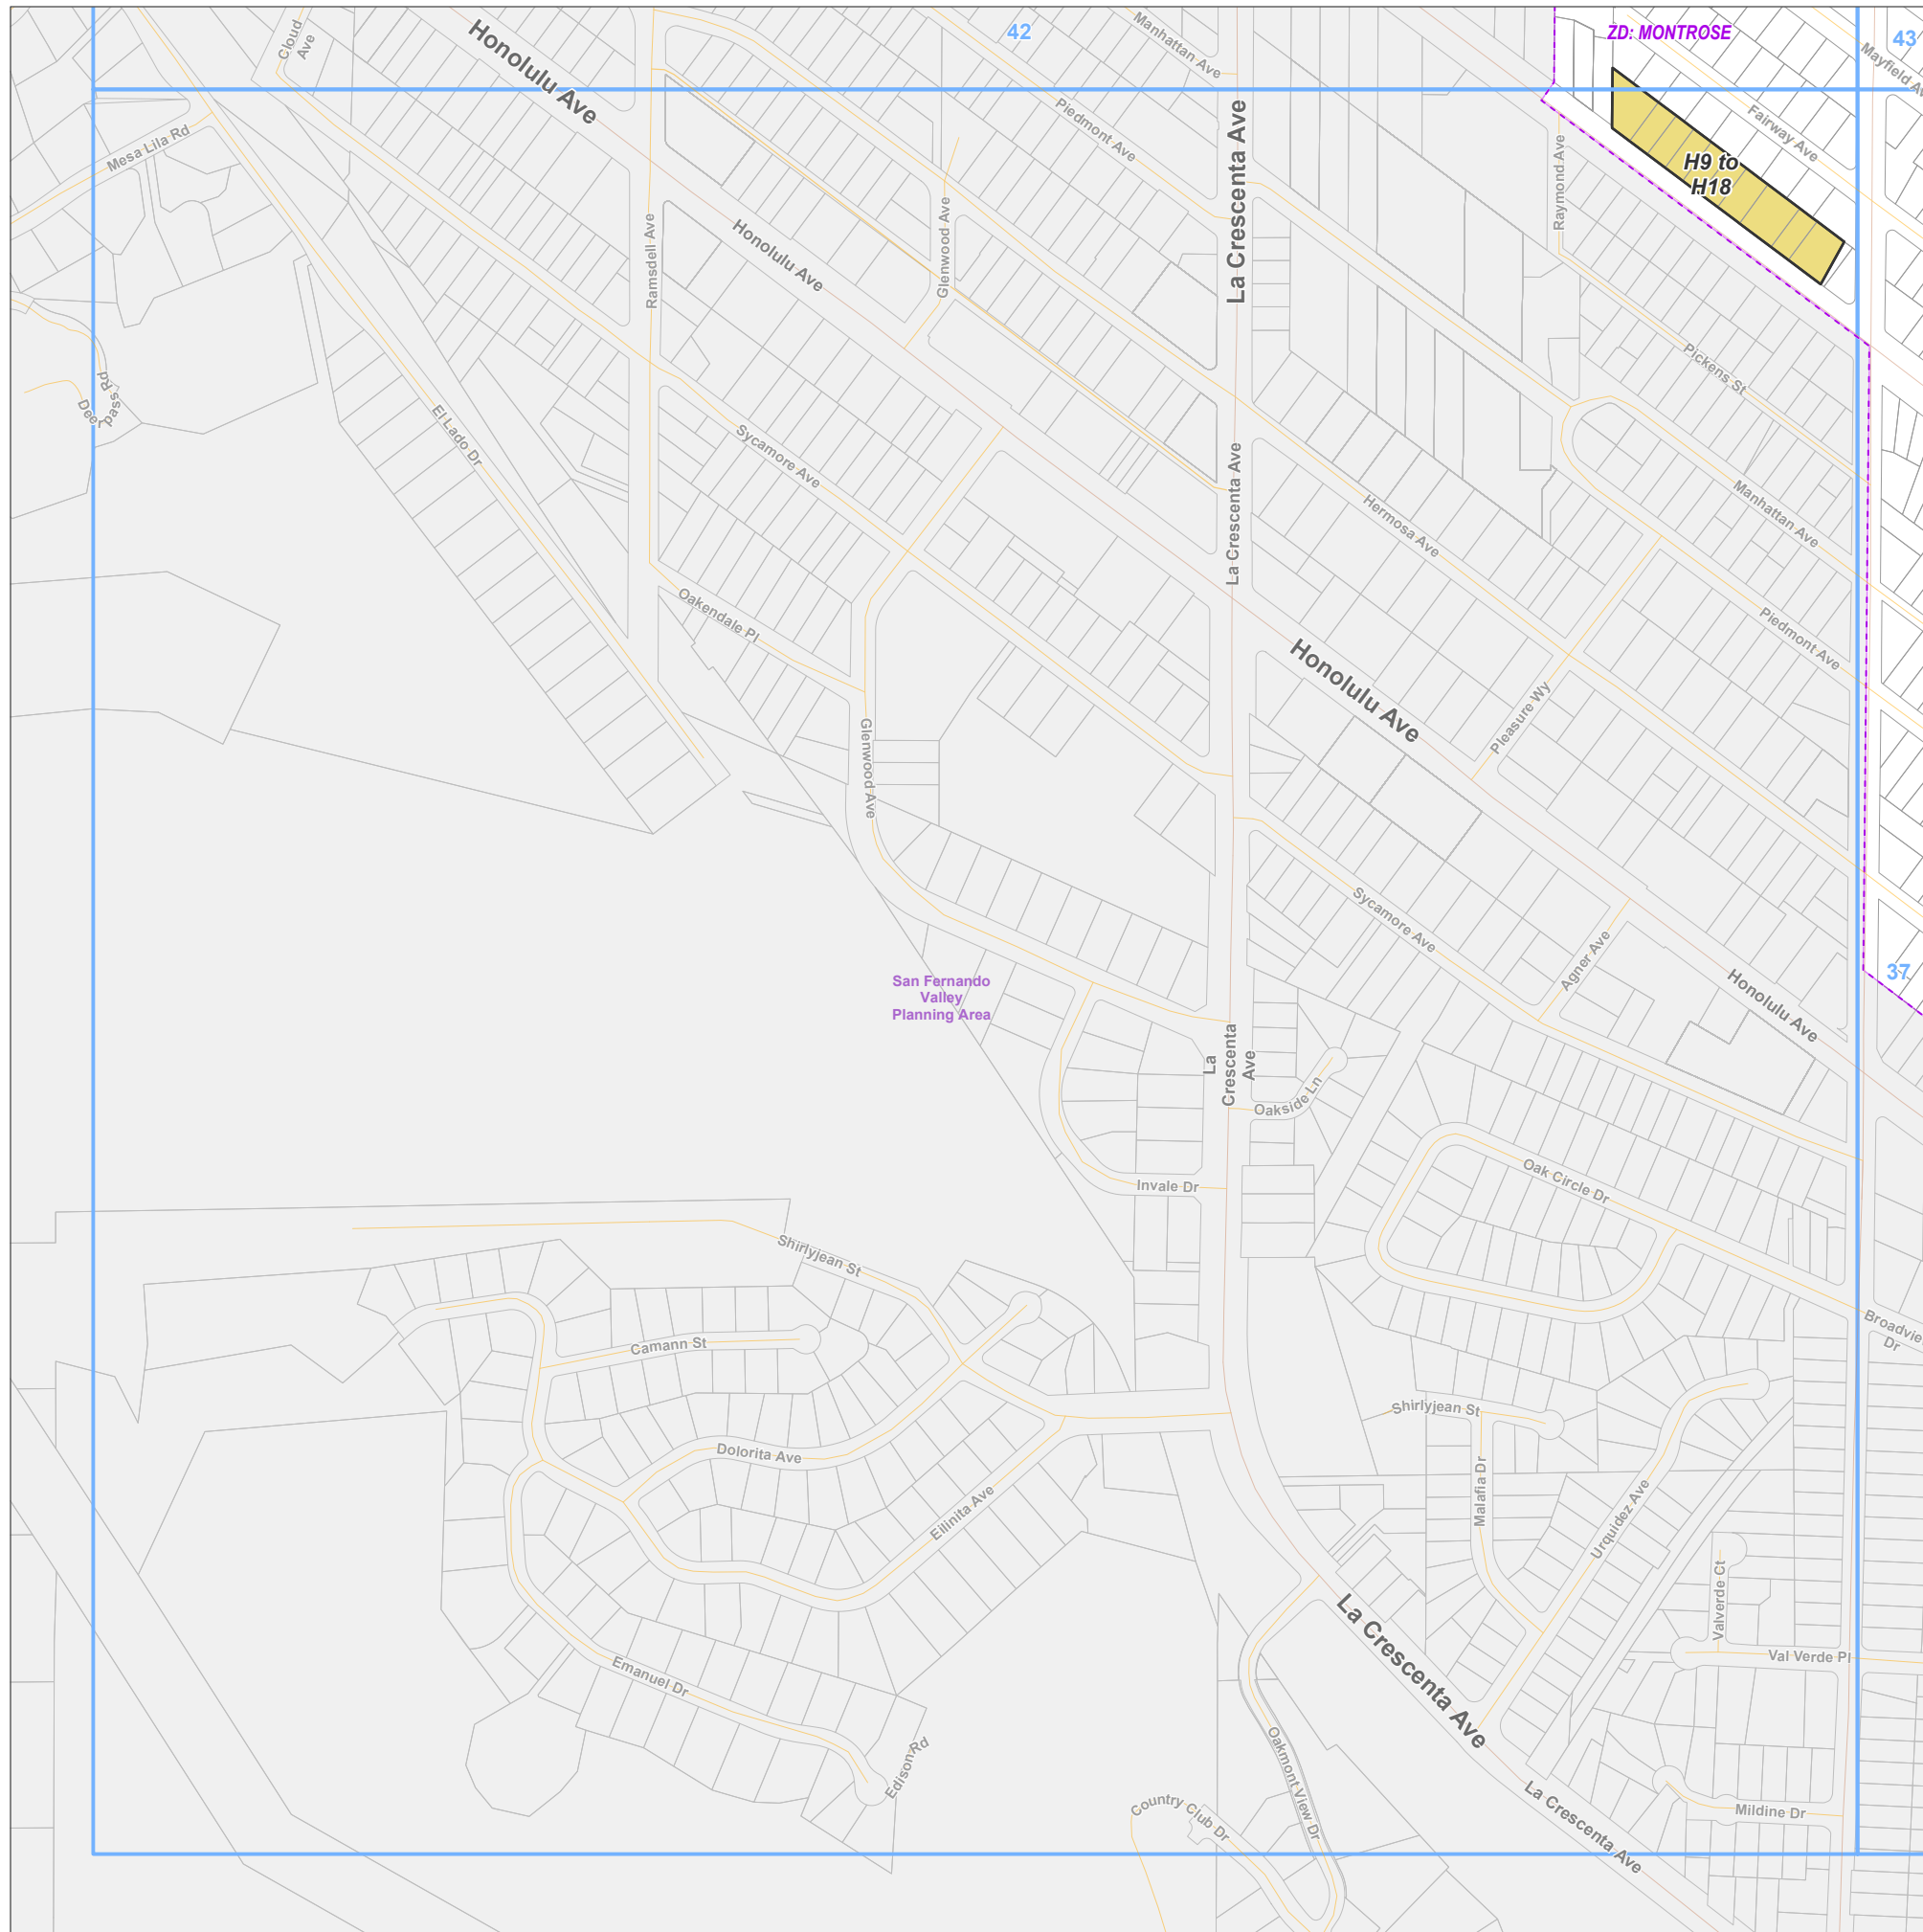 Cloud
Ave
Honolulu Ave
42
Manhattan Ave
ZD: MONTROSE
43
Mayfield Av
Mesa Lila Rd
Piedmont Ave
La Crescenta Ave
Fairway Ave
H9 to
H18
Raymond Ave
Ramsdell Ave
Honolulu Ave
Glenwood Ave
Pickens St
Deerpass Rd
El Lado Dr
Sycamore Ave
La Crescenta Ave
Hermosa Ave
Manhattan Ave
Oakendale Pl
Piedmont Ave
Honolulu Ave
Pleasure Wy
Glenwood Ave
Sycamore Ave
Agner Ave
Honolulu Ave
37
San Fernando
Valley
Planning Area
La
Crescenta
Ave
Oakside Ln
Invale Dr
Oak Circle Dr
Shirlyjean St
Broadvie
Dr
Camann St
Shirlyjean St
Dolorita Ave
Eilinita Ave
Malafia Dr
Urquidez Ave
Valverde Ct
Val Verde Pl
La Crescenta Ave
Emanuel Dr
Edison Rd
Oakmont View Dr
Country Club Dr
La Crescenta Ave
Mildine Dr